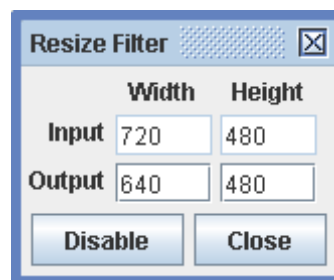 Resize Filter
Width Height
Input 720 480
Output 640 480
Disable Close